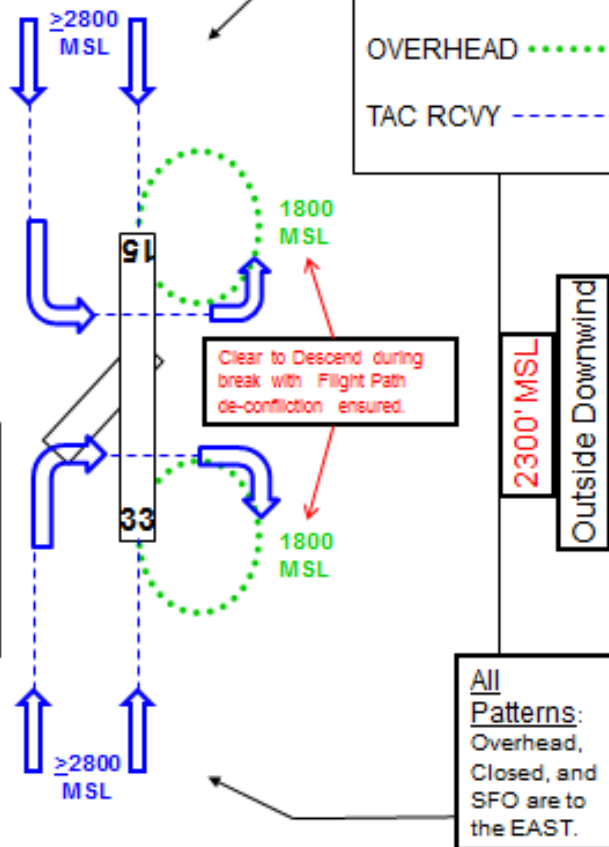 ≥2800
MSL
OVERHEAD
TAC RCVY
1800
MSL
15
Clear to Descend during
break with Flight Path
de-confliction ensured.
2300' MSL
Outside Downwind
33
1800
MSL
≥2800
MSL
All
Patterns:
Overhead,
Closed, and
SFO are to
the EAST.